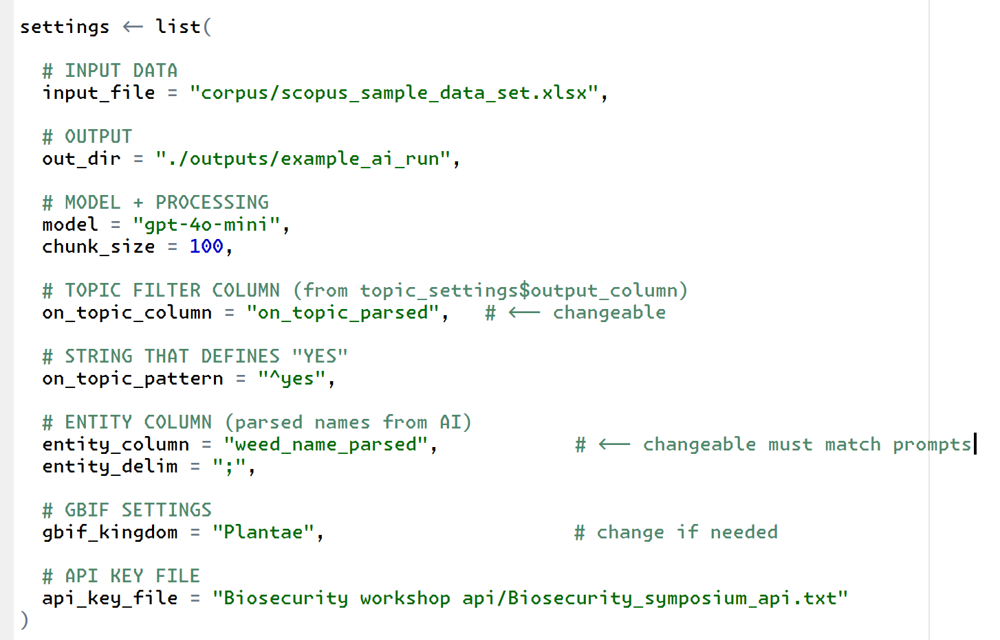 settings <- list(
# INPUT DATA
input_file = "corpus/scopus_sample_data_set.xlsx",
# OUTPUT
out_dir = "./outputs/example_ai_run",
# MODEL + PROCESSING
model = "gpt-4o-mini",
chunk_size = 100,
# TOPIC FILTER COLUMN (from topic_settings$output_column)
on_topic_column = "on_topic_parsed",   # <-- changeable
# STRING THAT DEFINES "YES"
on_topic_pattern = "^yes",
# ENTITY COLUMN (parsed names from AI)
entity_column = "weed_name_parsed",            # <-- changeable must match prompts
entity_delim = ";",
# GBIF SETTINGS
gbif_kingdom = "Plantae",                      # change if needed
# API KEY FILE
api_key_file = "Biosecurity workshop api/Biosecurity_symposium_api.txt"
)